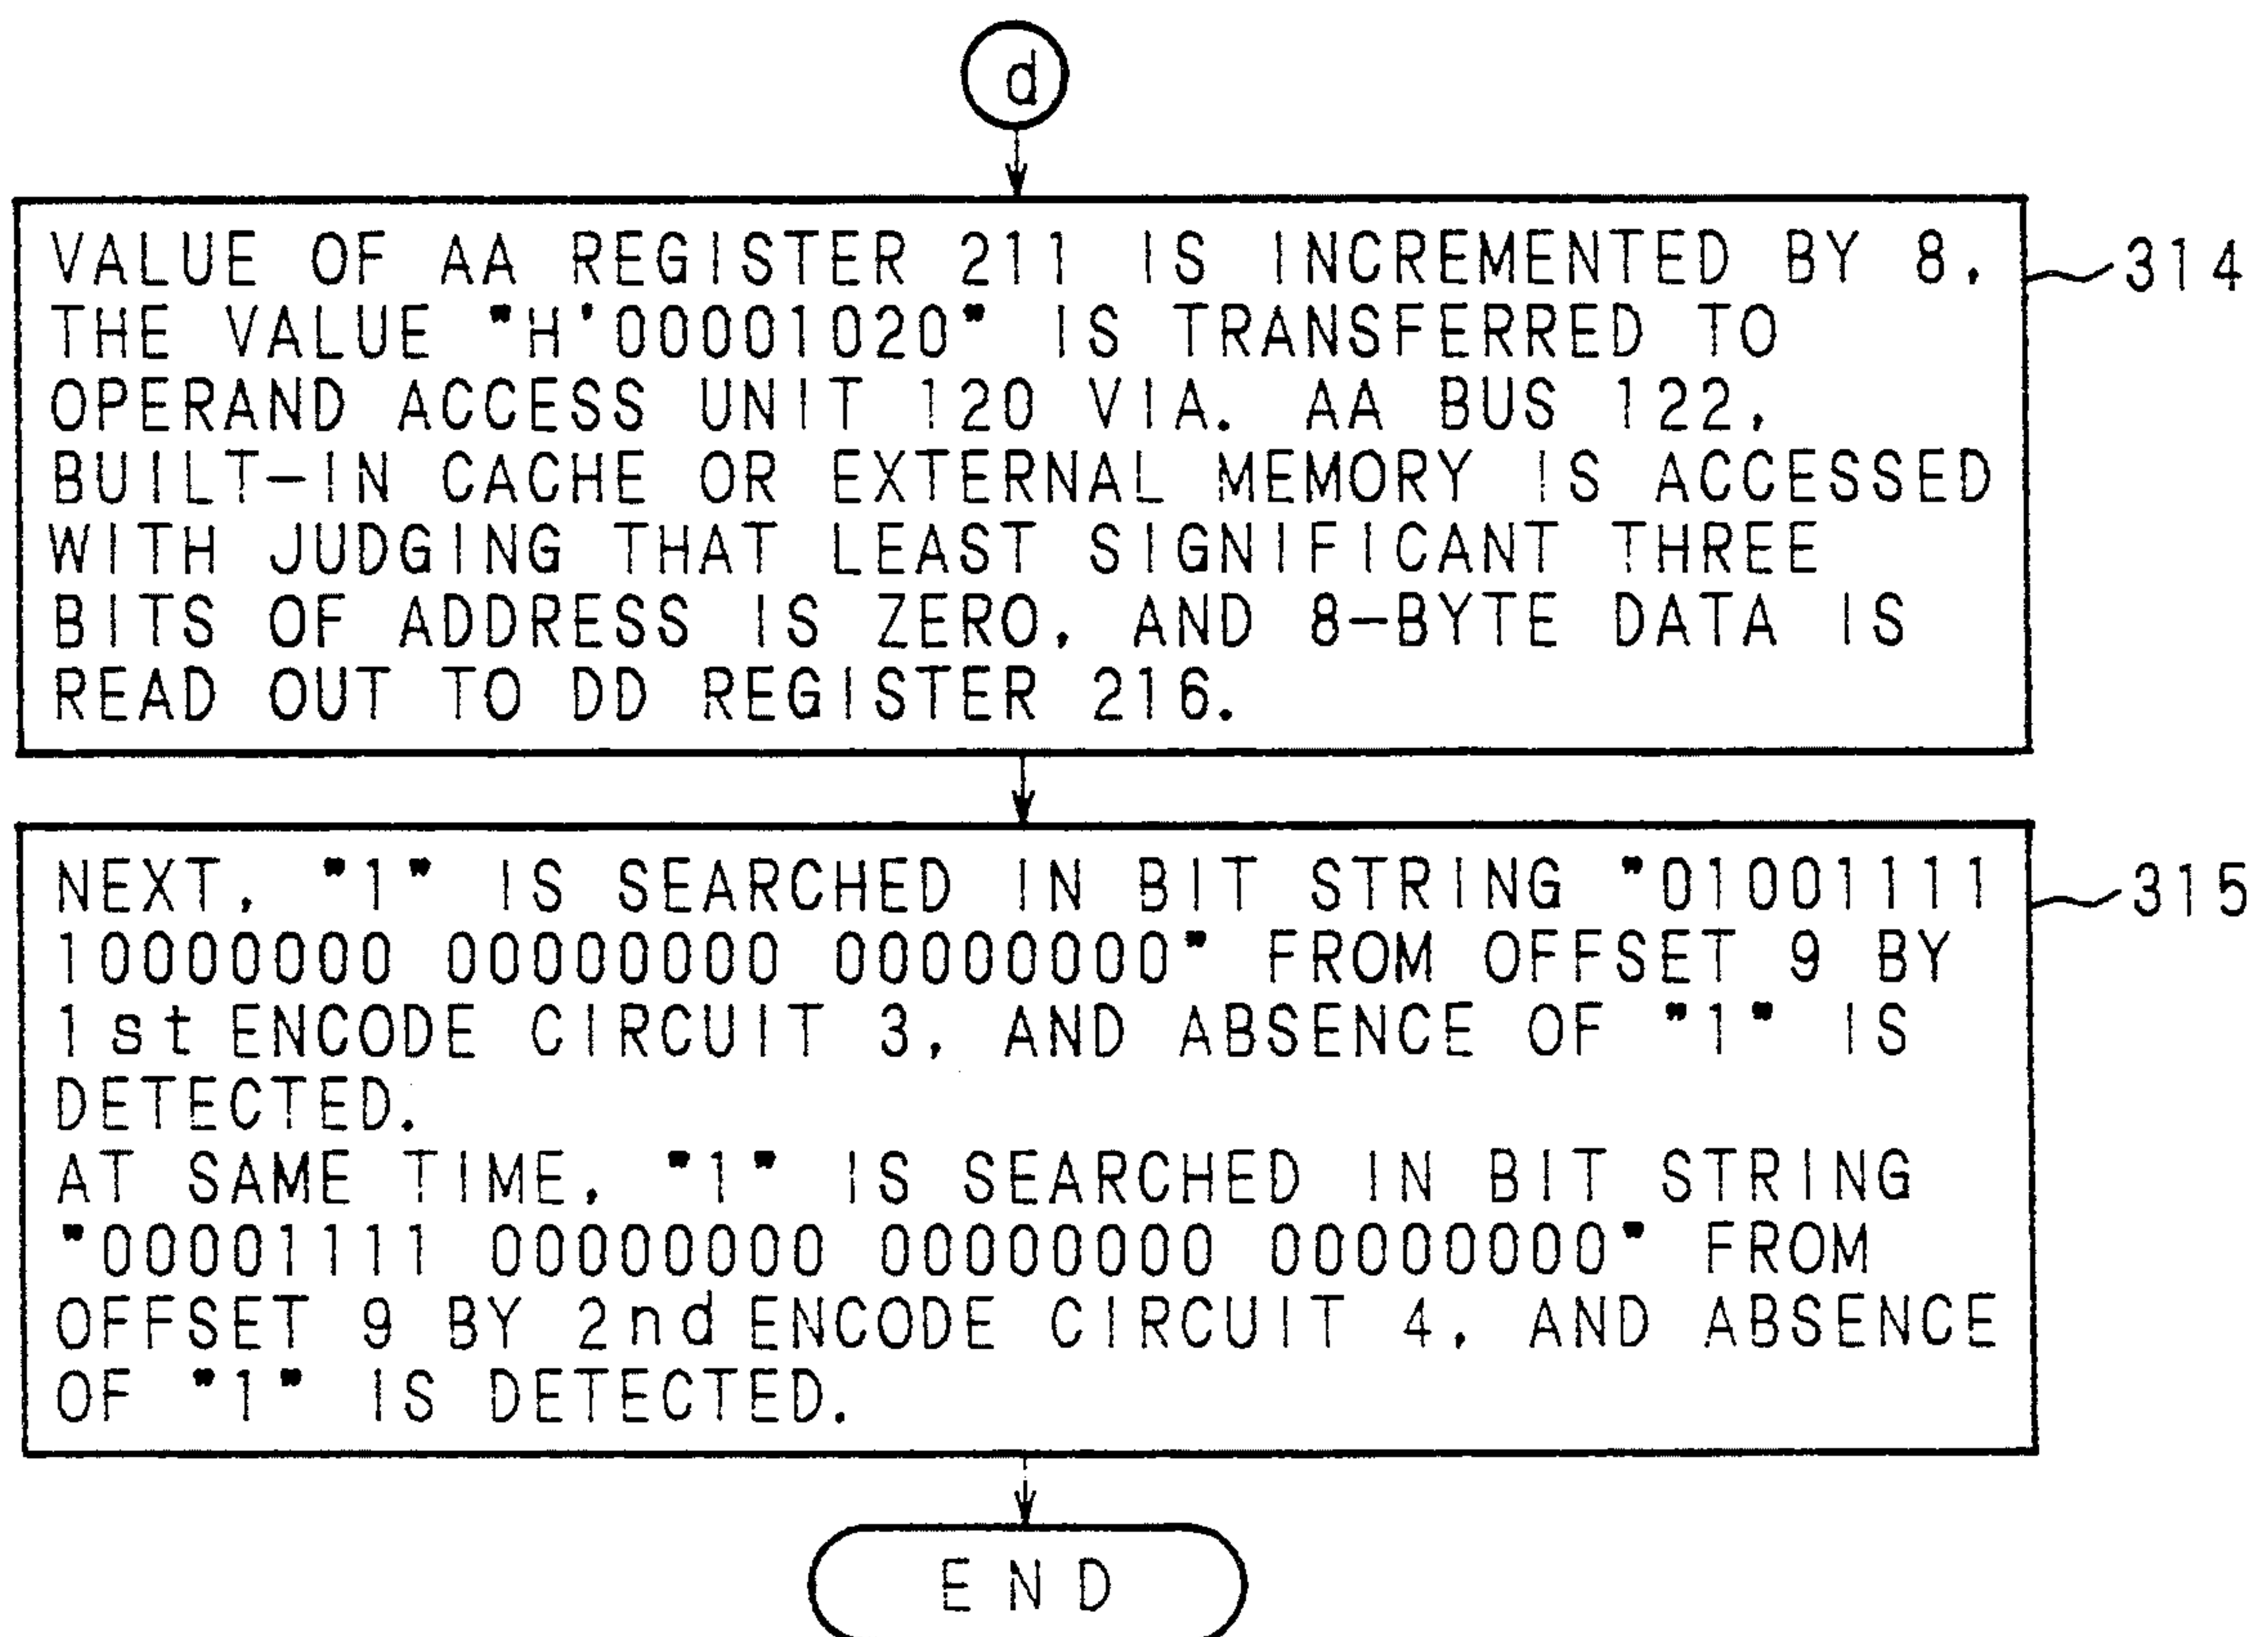 d
VALUE OF AA REGISTER 211 IS INCREMENTED BY 8,
314
THE VALUE "H'00001020" IS TRANSFERRED TO
OPERAND ACCESS UNIT 120 VIA. AA BUS 122,
BUILT-IN CACHE OR EXTERNAL MEMORY IS ACCESSED
WITH JUDGING THAT LEAST SIGNIFICANT THREE
BITS OF ADDRESS IS ZERO, AND 8-BYTE DATA IS
READ OUT TO DD REGISTER 216.
NEXT, "1" IS SEARCHED IN BIT STRING "01001111
315
10000000 00000000 00000000" FROM OFFSET 9 BY
1st ENCODE CIRCUIT 3, AND ABSENCE OF "1" IS
DETECTED.
AT SAME TIME, "1" IS SEARCHED IN BIT STRING
"00001111 00000000 00000000 00000000" FROM
OFFSET 9 BY 2nd ENCODE CIRCUIT 4, AND ABSENCE
OF "1" IS DETECTED.
END